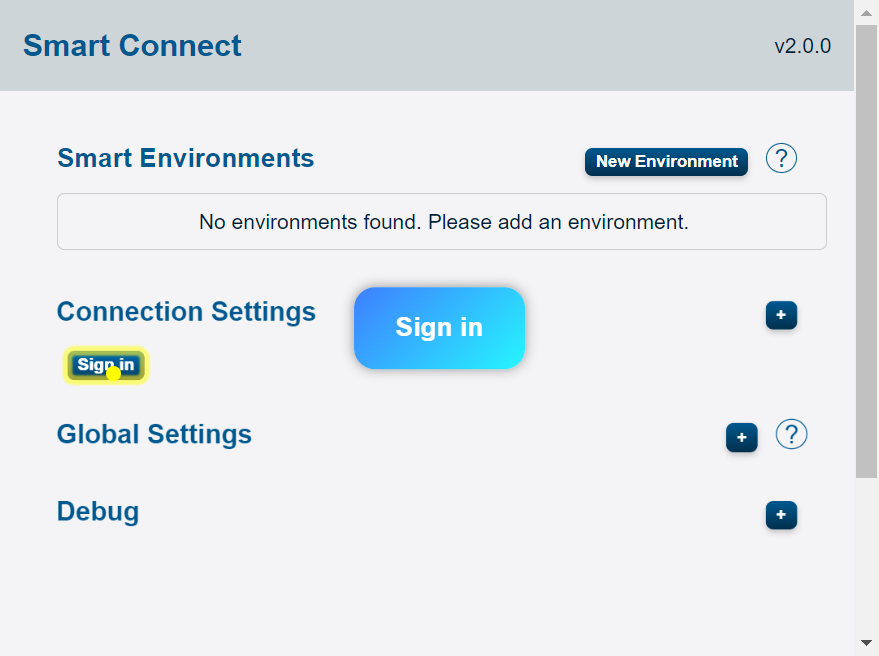 Smart Connect
v2.0.0
Smart Environments
New Environment
?
No environments found. Please add an environment.
Connection Settings
Sign in
+
Sign in
Global Settings
+
?
Debug
+